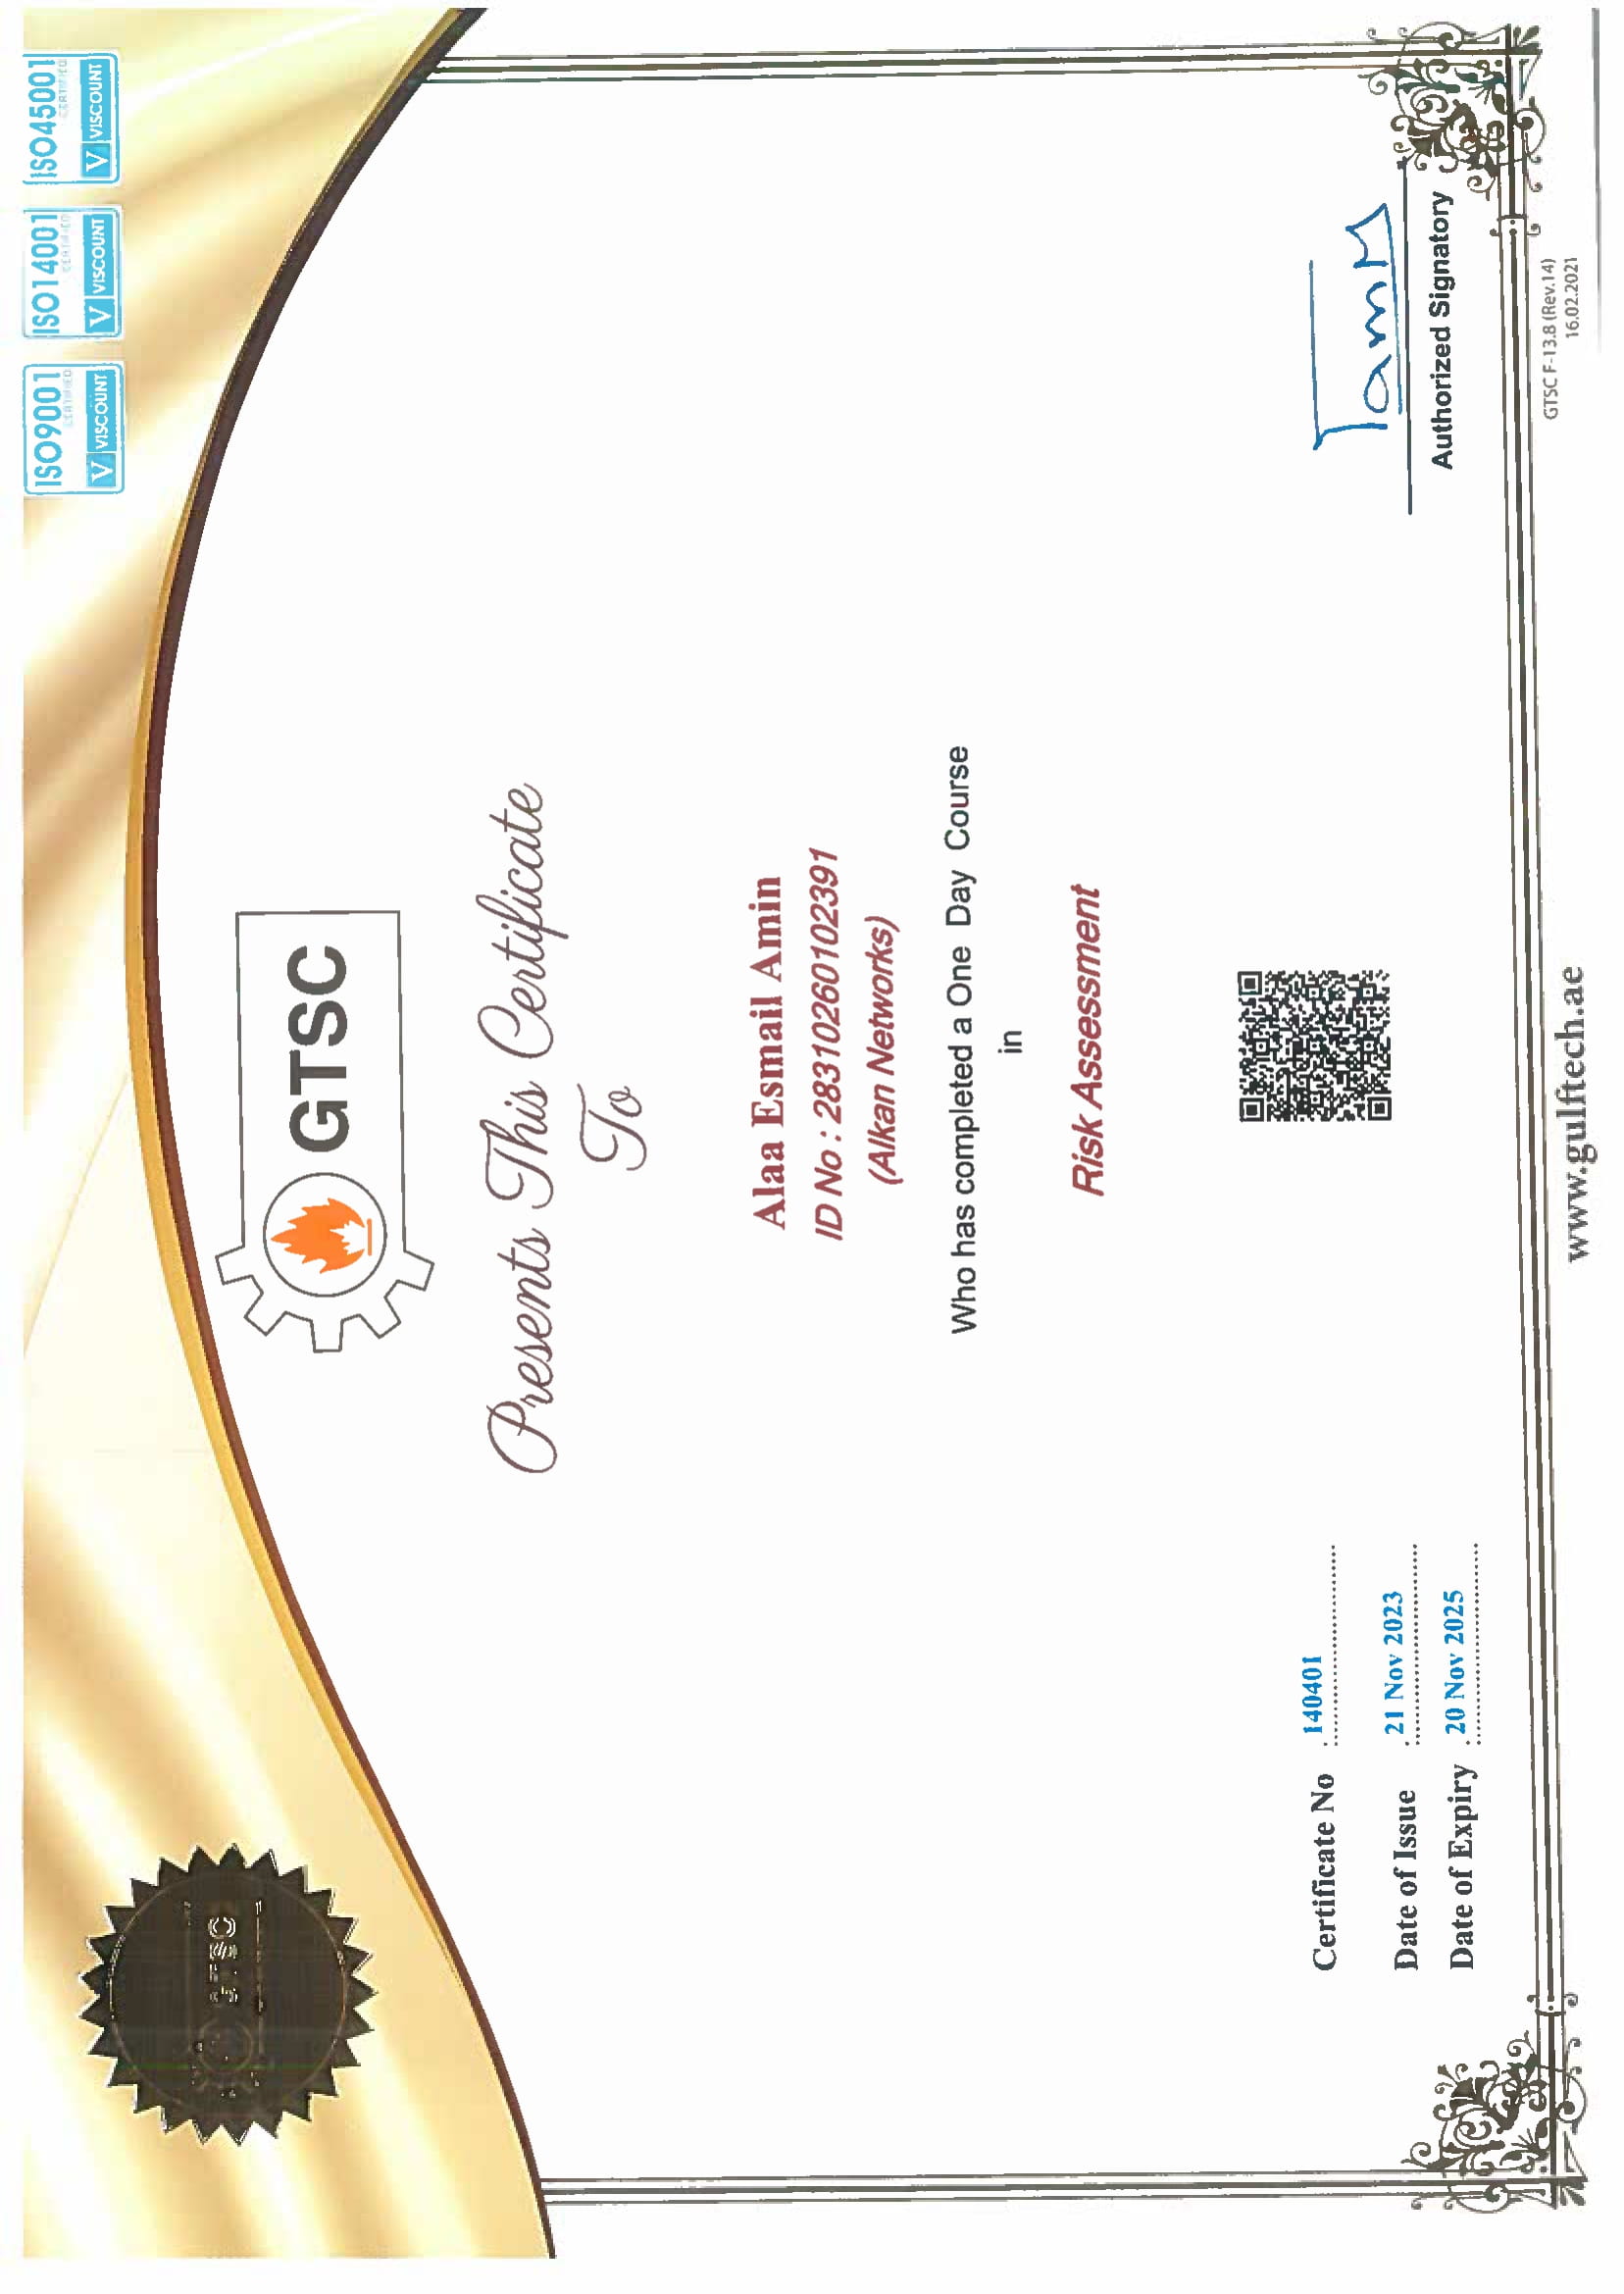 ISO9001
CERTIFIED
V VISCOUNT
ISO14001
CERTIFIED
V VISCOUNT
ISO45001
CERTIFIED
V VISCOUNT
GTSC
GTSC
Presents This Certificate
To
Alaa Esmail Amin
ID No : 28310260102391
(Alkan Networks)
Who has completed a One Day Course
in
Risk Assessment
Certificate No : 140401
Date of Issue : 21 Nov 2023
Date of Expiry : 20 Nov 2025
Authorized Signatory
GTSC F-13.8 (Rev.14)
16.02.2021
www.gulftech.ae